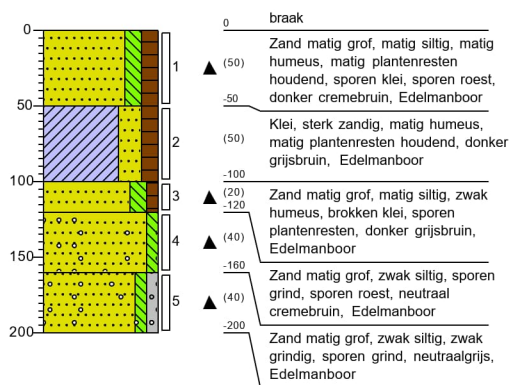 0 braak
0
Zand matig grof, matig siltig, matig
humeus, matig plantenresten
houdend, sporen klei, sporen roest,
donker cremebruin, Edelmanboor
1
(50)
50
-50
Klei, sterk zandig, matig humeus,
matig plantenresten houdend, donker
grijsbruin, Edelmanboor
2
(50)
100
-100
Zand matig grof, matig siltig, zwak
humeus, brokken klei, sporen
plantenresten, donker grijsbruin,
Edelmanboor
3
(20)
-120
4
(40)
150
-160
Zand matig grof, zwak siltig, sporen
grind, sporen roest, neutraal
cremebruin, Edelmanboor
5
(40)
200
-200
Zand matig grof, zwak siltig, zwak
grindig, sporen grind, neutraalgrijs,
Edelmanboor